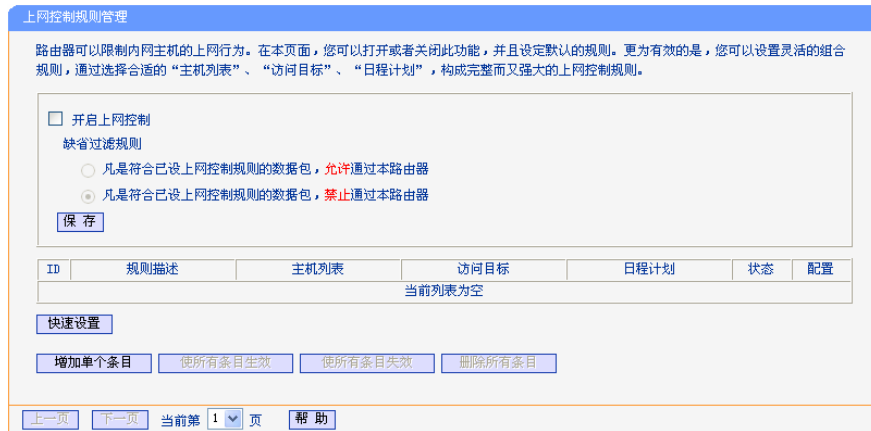 上网控制规则管理
路由器可以限制内网主机的上网行为。在本页面，您可以打开或者关闭此功能，并且设定默认的规则。更为有效的是，您可以设置灵活的组合
规则，通过选择合适的“主机列表”、“访问目标”、“日程计划”，构成完整而又强大的上网控制规则。
开启上网控制
缺省过滤规则
凡是符合已设上网控制规则的数据包，允许通过本路由器
凡是符合已设上网控制规则的数据包，禁止通过本路由器
保 存
ID 规则描述 主机列表 访问目标 日程计划 状态 配置
当前列表为空
快速设置
增加单个条目 使所有条目生效 使所有条目失效 删除所有条目
上一页 下一页 当前第 1 页 帮 助